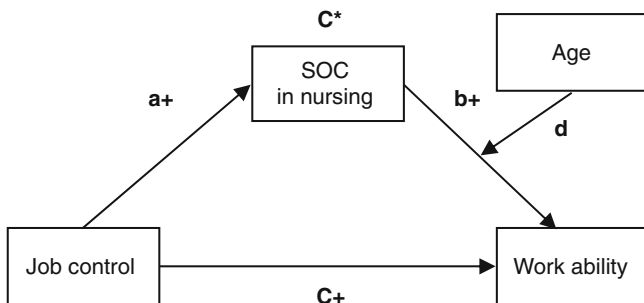 C*
SOC
in nursing
Age
a+
b+
d
Job control
Work ability
C+